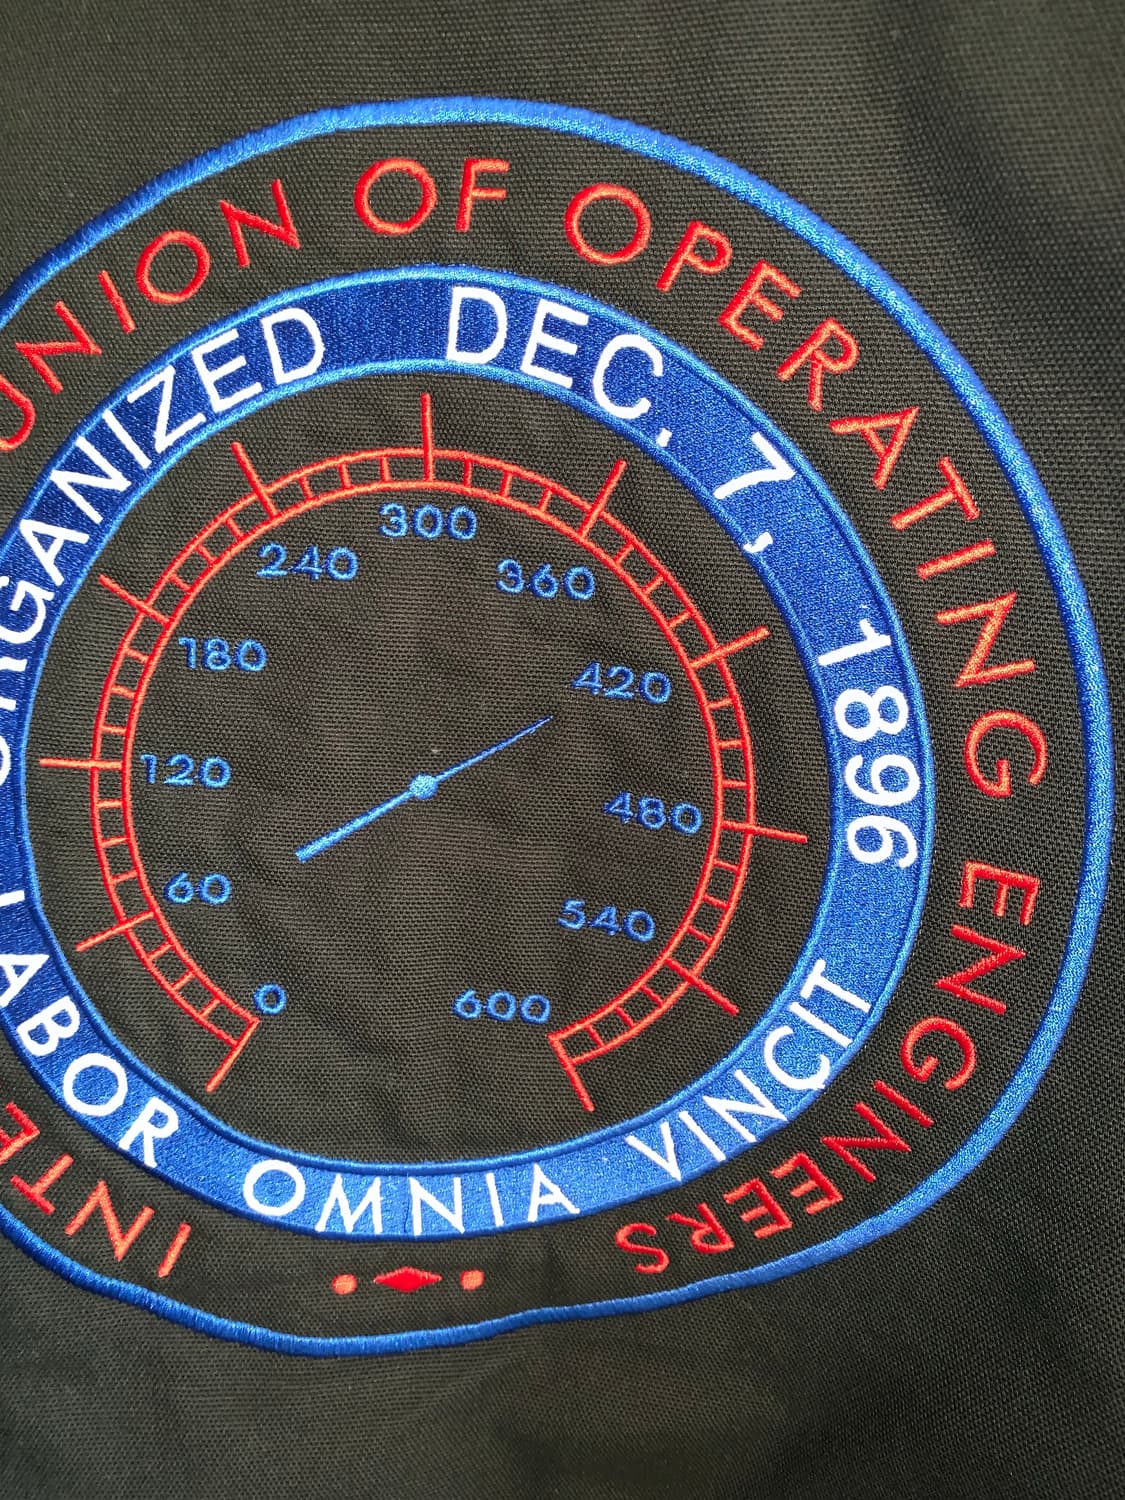 INTE
UNION OF OPERATING ENGINEERS
ORGANIZED DEC. 7, 1896
LABOR OMNIA VINCIT
0
60
120
180
240
300
360
420
480
540
600